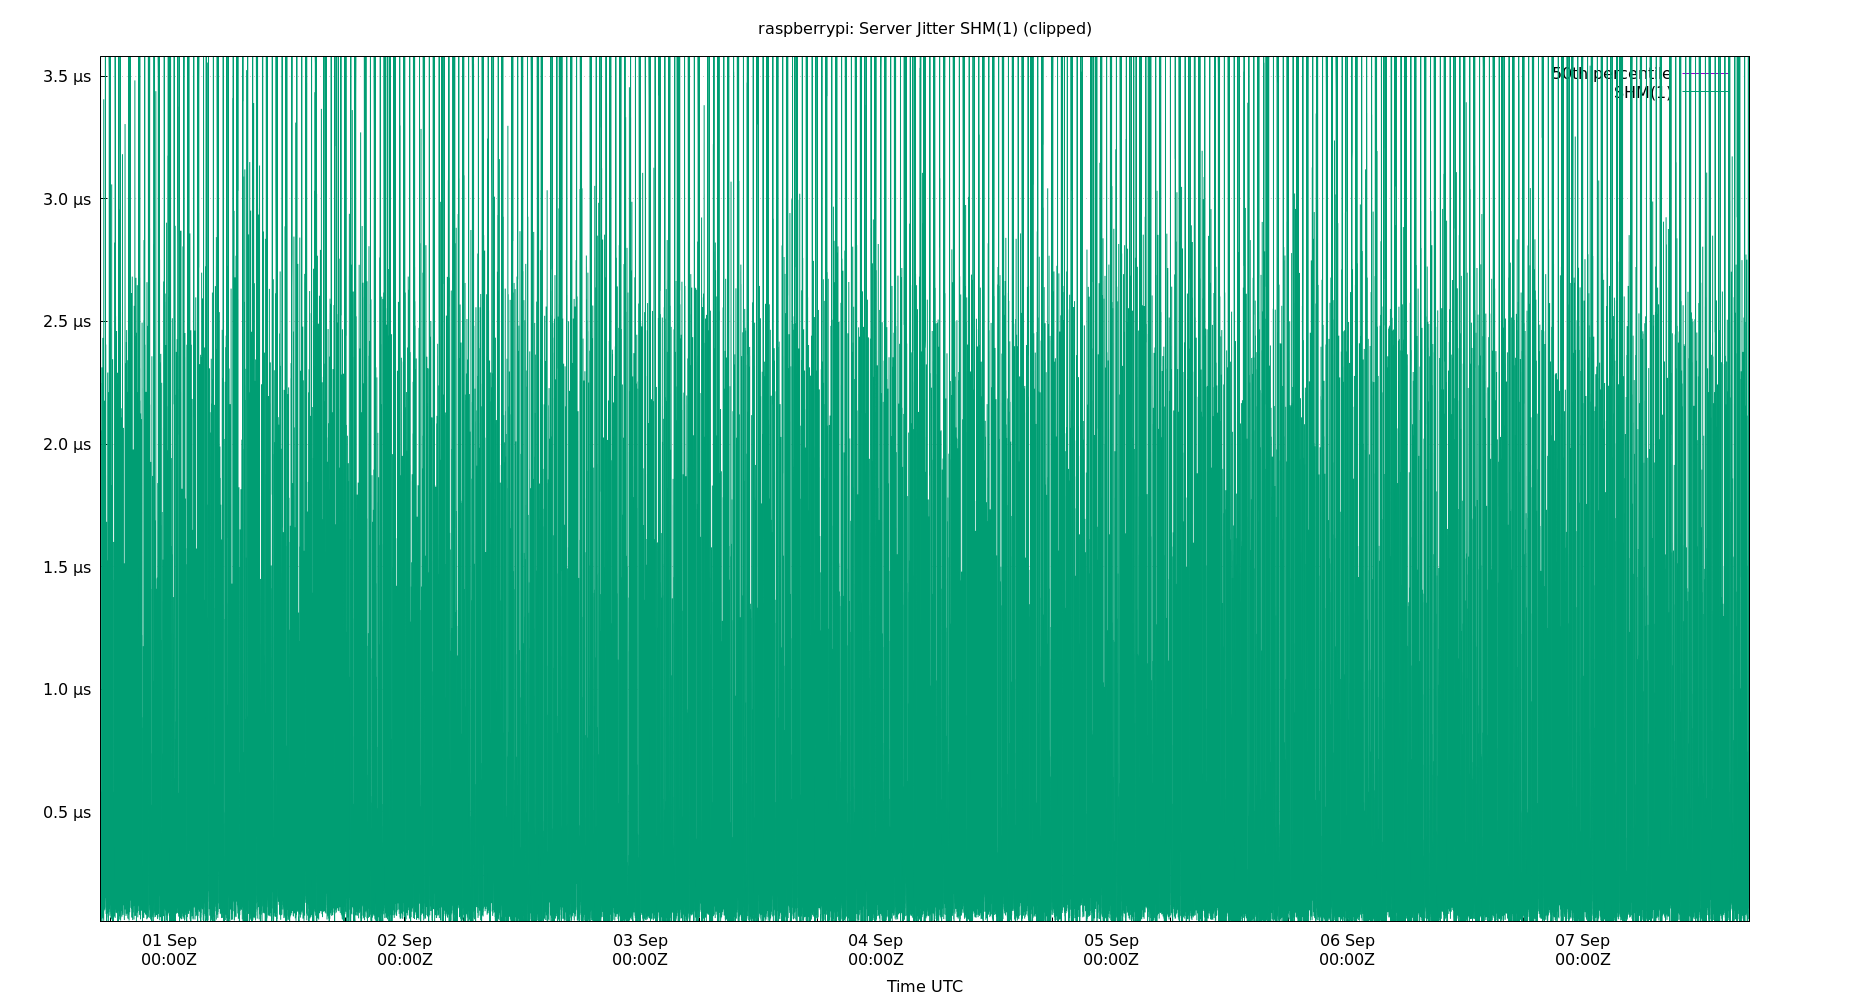 raspberrypi: Server Jitter SHM(1) (clipped)
50th percentile
SHM(1)
3.5 µs
3.0 µs
2.5 µs
2.0 µs
1.5 µs
1.0 µs
0.5 µs
01 Sep 02 Sep 03 Sep 04 Sep 05 Sep 06 Sep 07 Sep
00:00Z 00:00Z 00:00Z 00:00Z 00:00Z 00:00Z 00:00Z
Time UTC